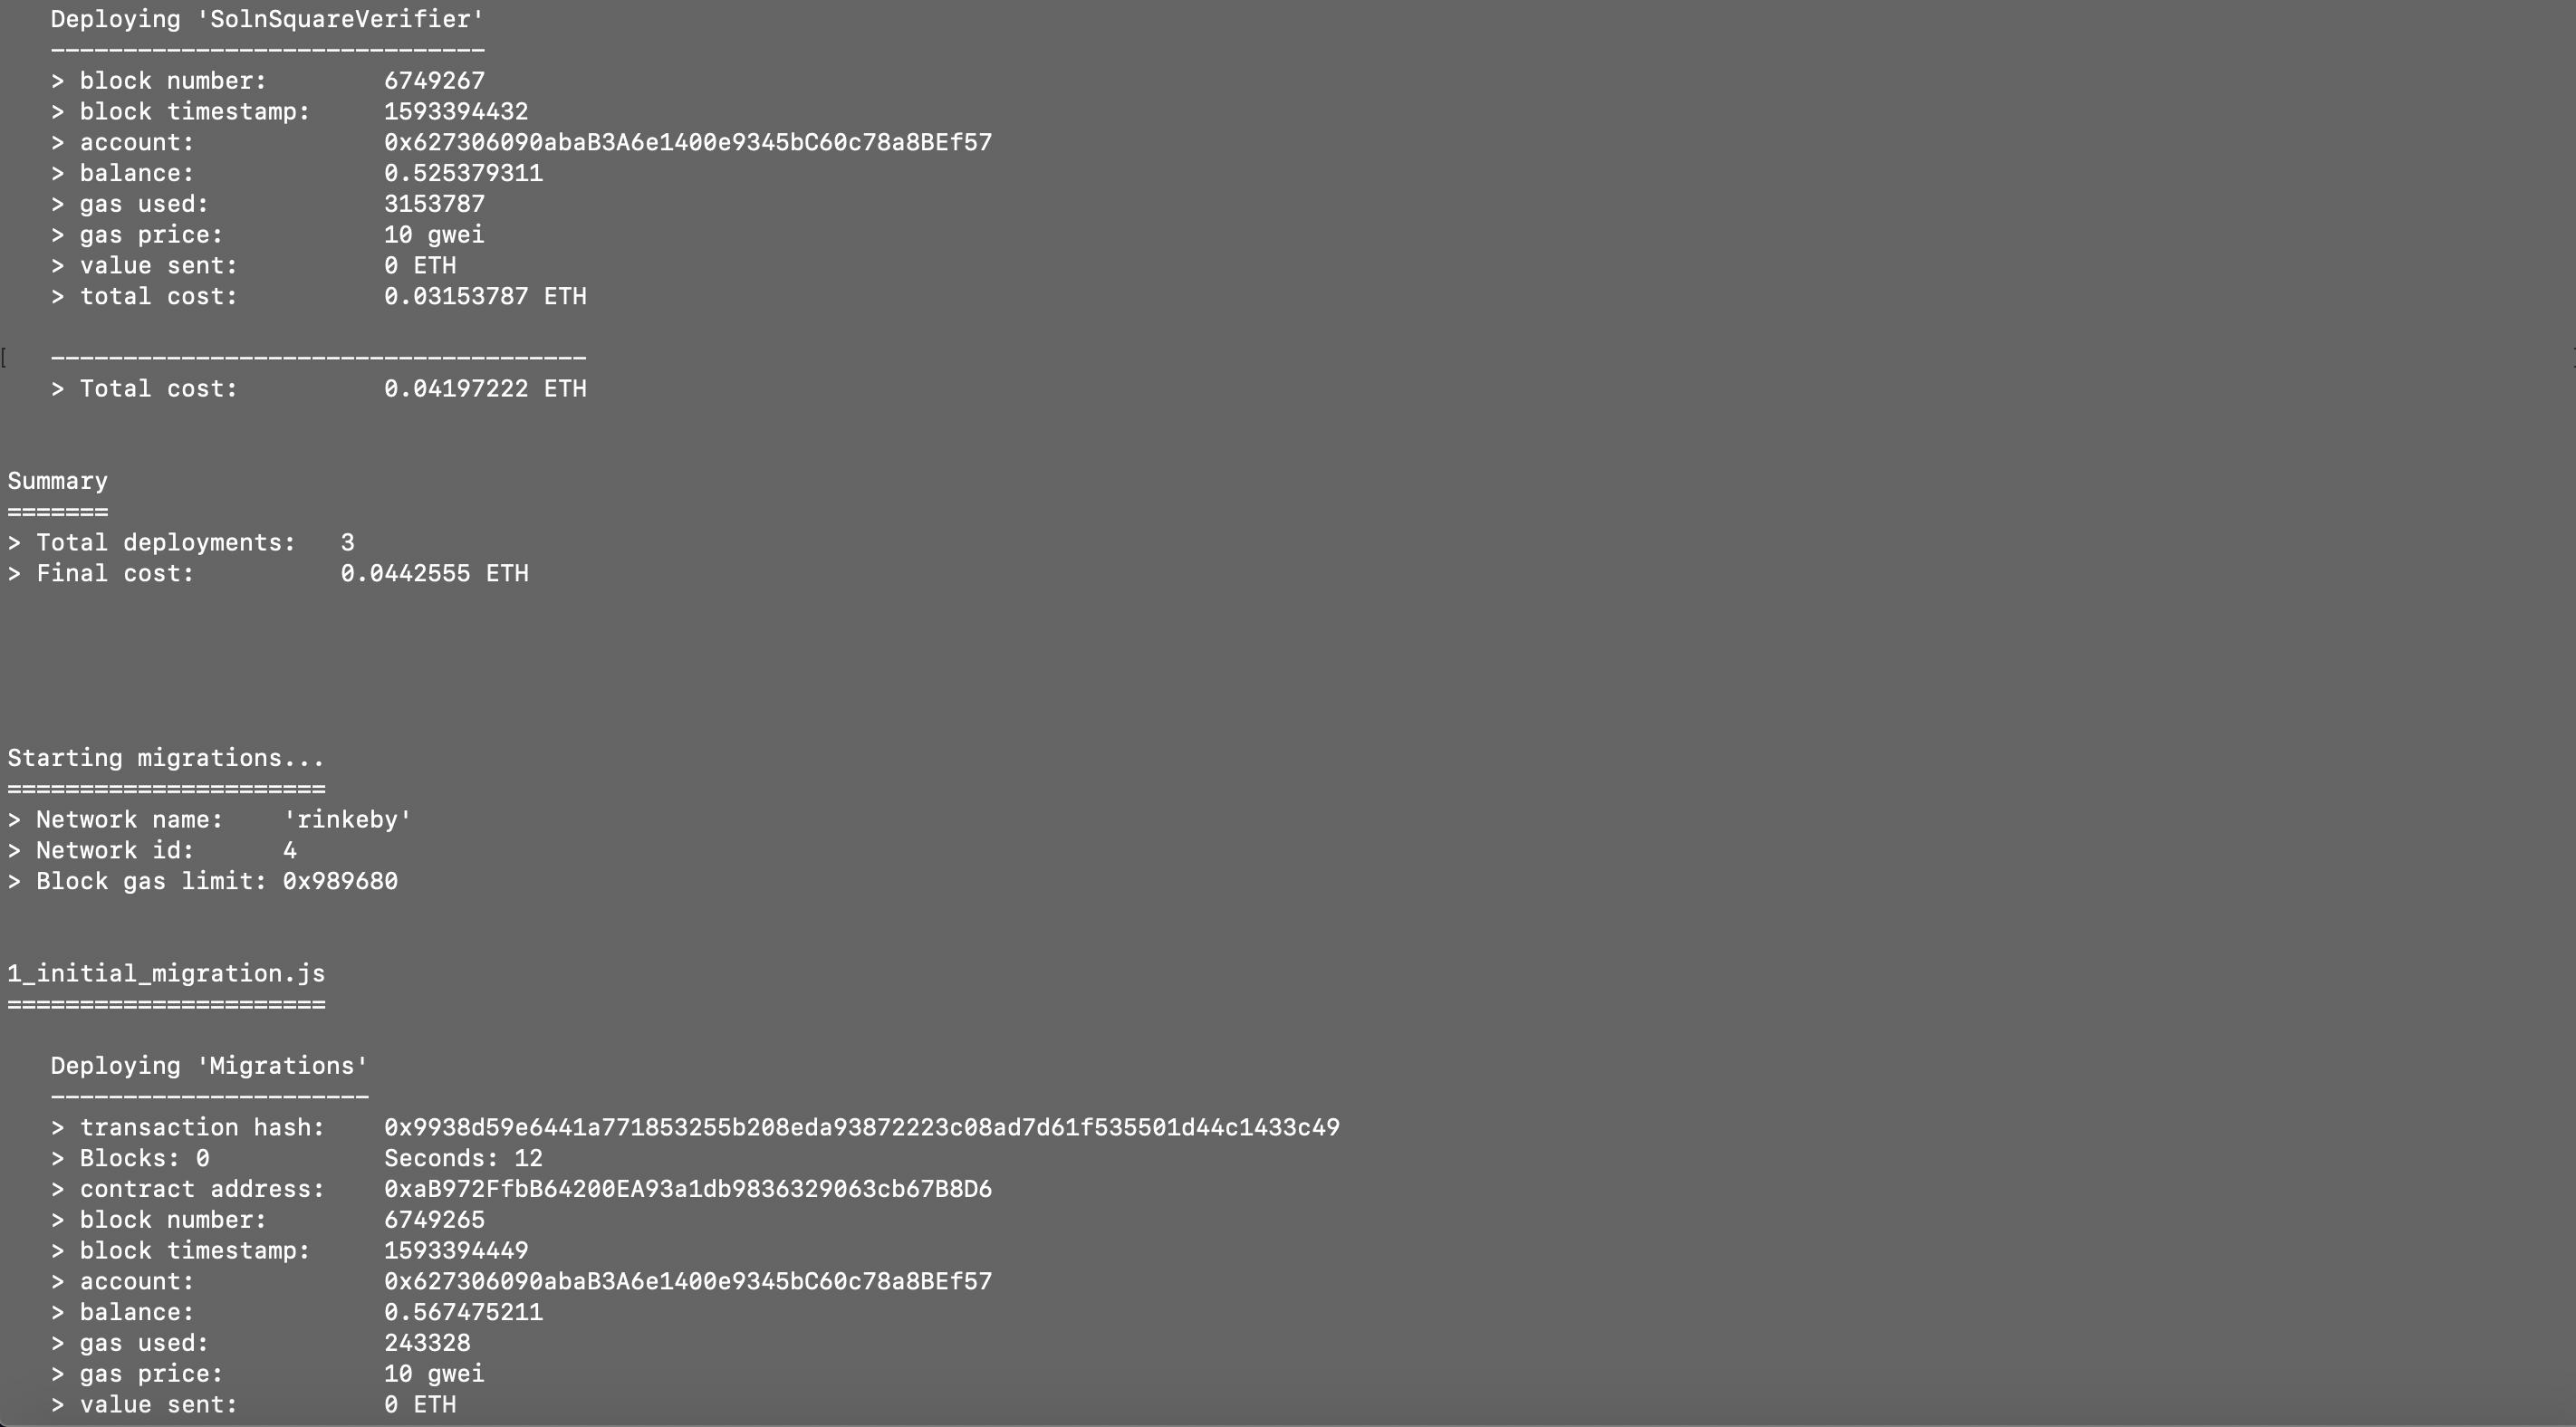 Deploying 'SolnSquareVerifier'
------------------------------
> block number:        6749267
> block timestamp:     1593394432
> account:             0x627306090abaB3A6e1400e9345bC60c78a8BEf57
> balance:             0.525379311
> gas used:            3153787
> gas price:           10 gwei
> value sent:          0 ETH
> total cost:          0.03153787 ETH
-------------------------------------
> Total cost:          0.04197222 ETH
Summary
=======
> Total deployments:   3
> Final cost:          0.0442555 ETH
Starting migrations...
======================
> Network name:    'rinkeby'
> Network id:      4
> Block gas limit: 0x989680
1_initial_migration.js
======================
Deploying 'Migrations'
----------------------
> transaction hash:    0x9938d59e6441a771853255b208eda93872223c08ad7d61f535501d44c1433c49
> Blocks: 0            Seconds: 12
> contract address:    0xaB972FfbB64200EA93a1db9836329063cb67B8D6
> block number:        6749265
> block timestamp:     1593394449
> account:             0x627306090abaB3A6e1400e9345bC60c78a8BEf57
> balance:             0.567475211
> gas used:            243328
> gas price:           10 gwei
> value sent:          0 ETH